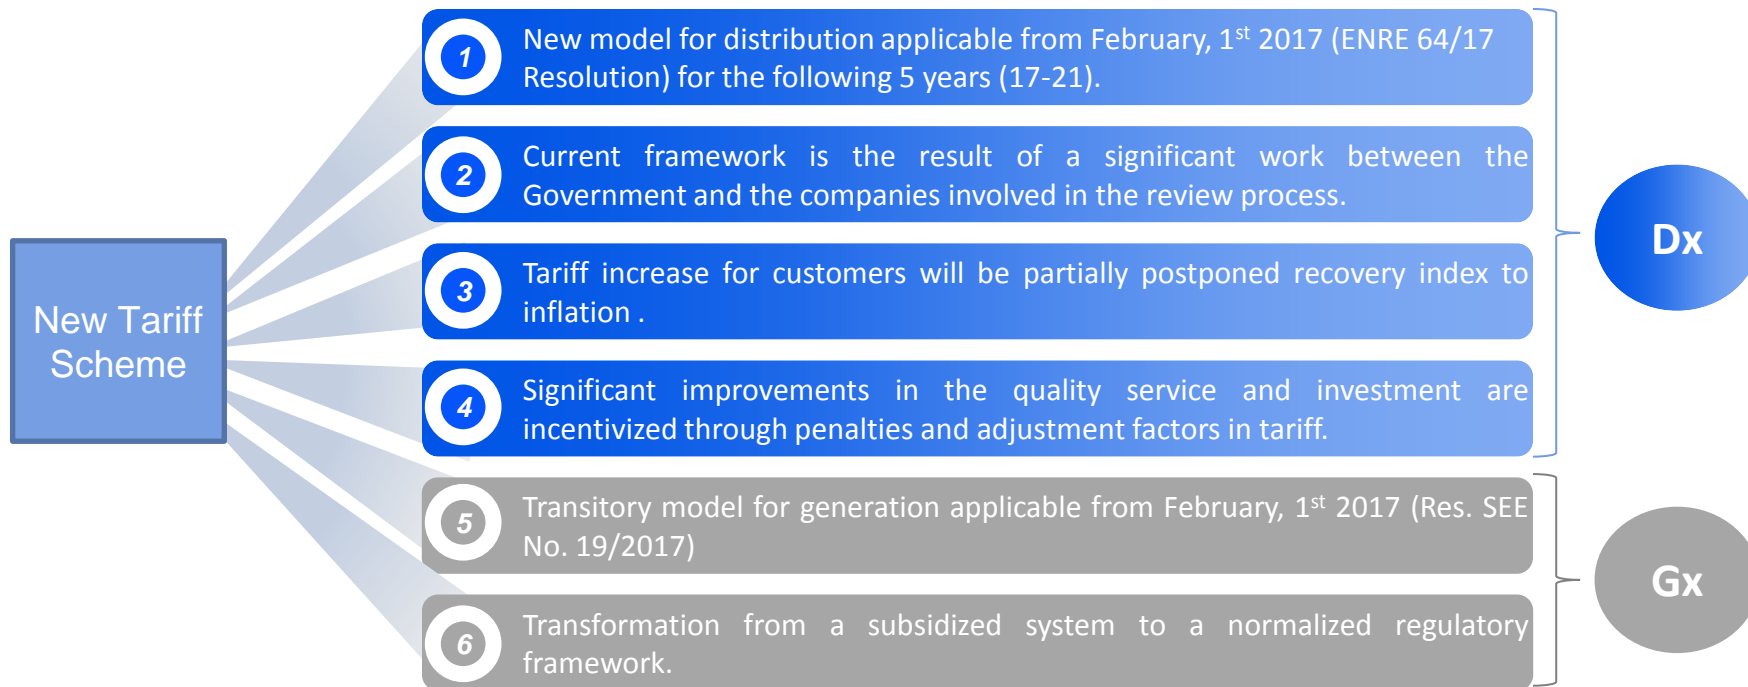 New Tariff
Scheme
1
New model for distribution applicable from February, 1st 2017 (ENRE 64/17
Resolution) for the following 5 years (17-21).
2
Current framework is the result of a significant work between the
Government and the companies involved in the review process.
3
Tariff increase for customers will be partially postponed recovery index to
inflation .
4
Significant improvements in the quality service and investment are
incentivized through penalties and adjustment factors in tariff.
Dx
5
Transitory model for generation applicable from February, 1st 2017 (Res. SEE
No. 19/2017)
6
Transformation from a subsidized system to a normalized regulatory
framework.
Gx